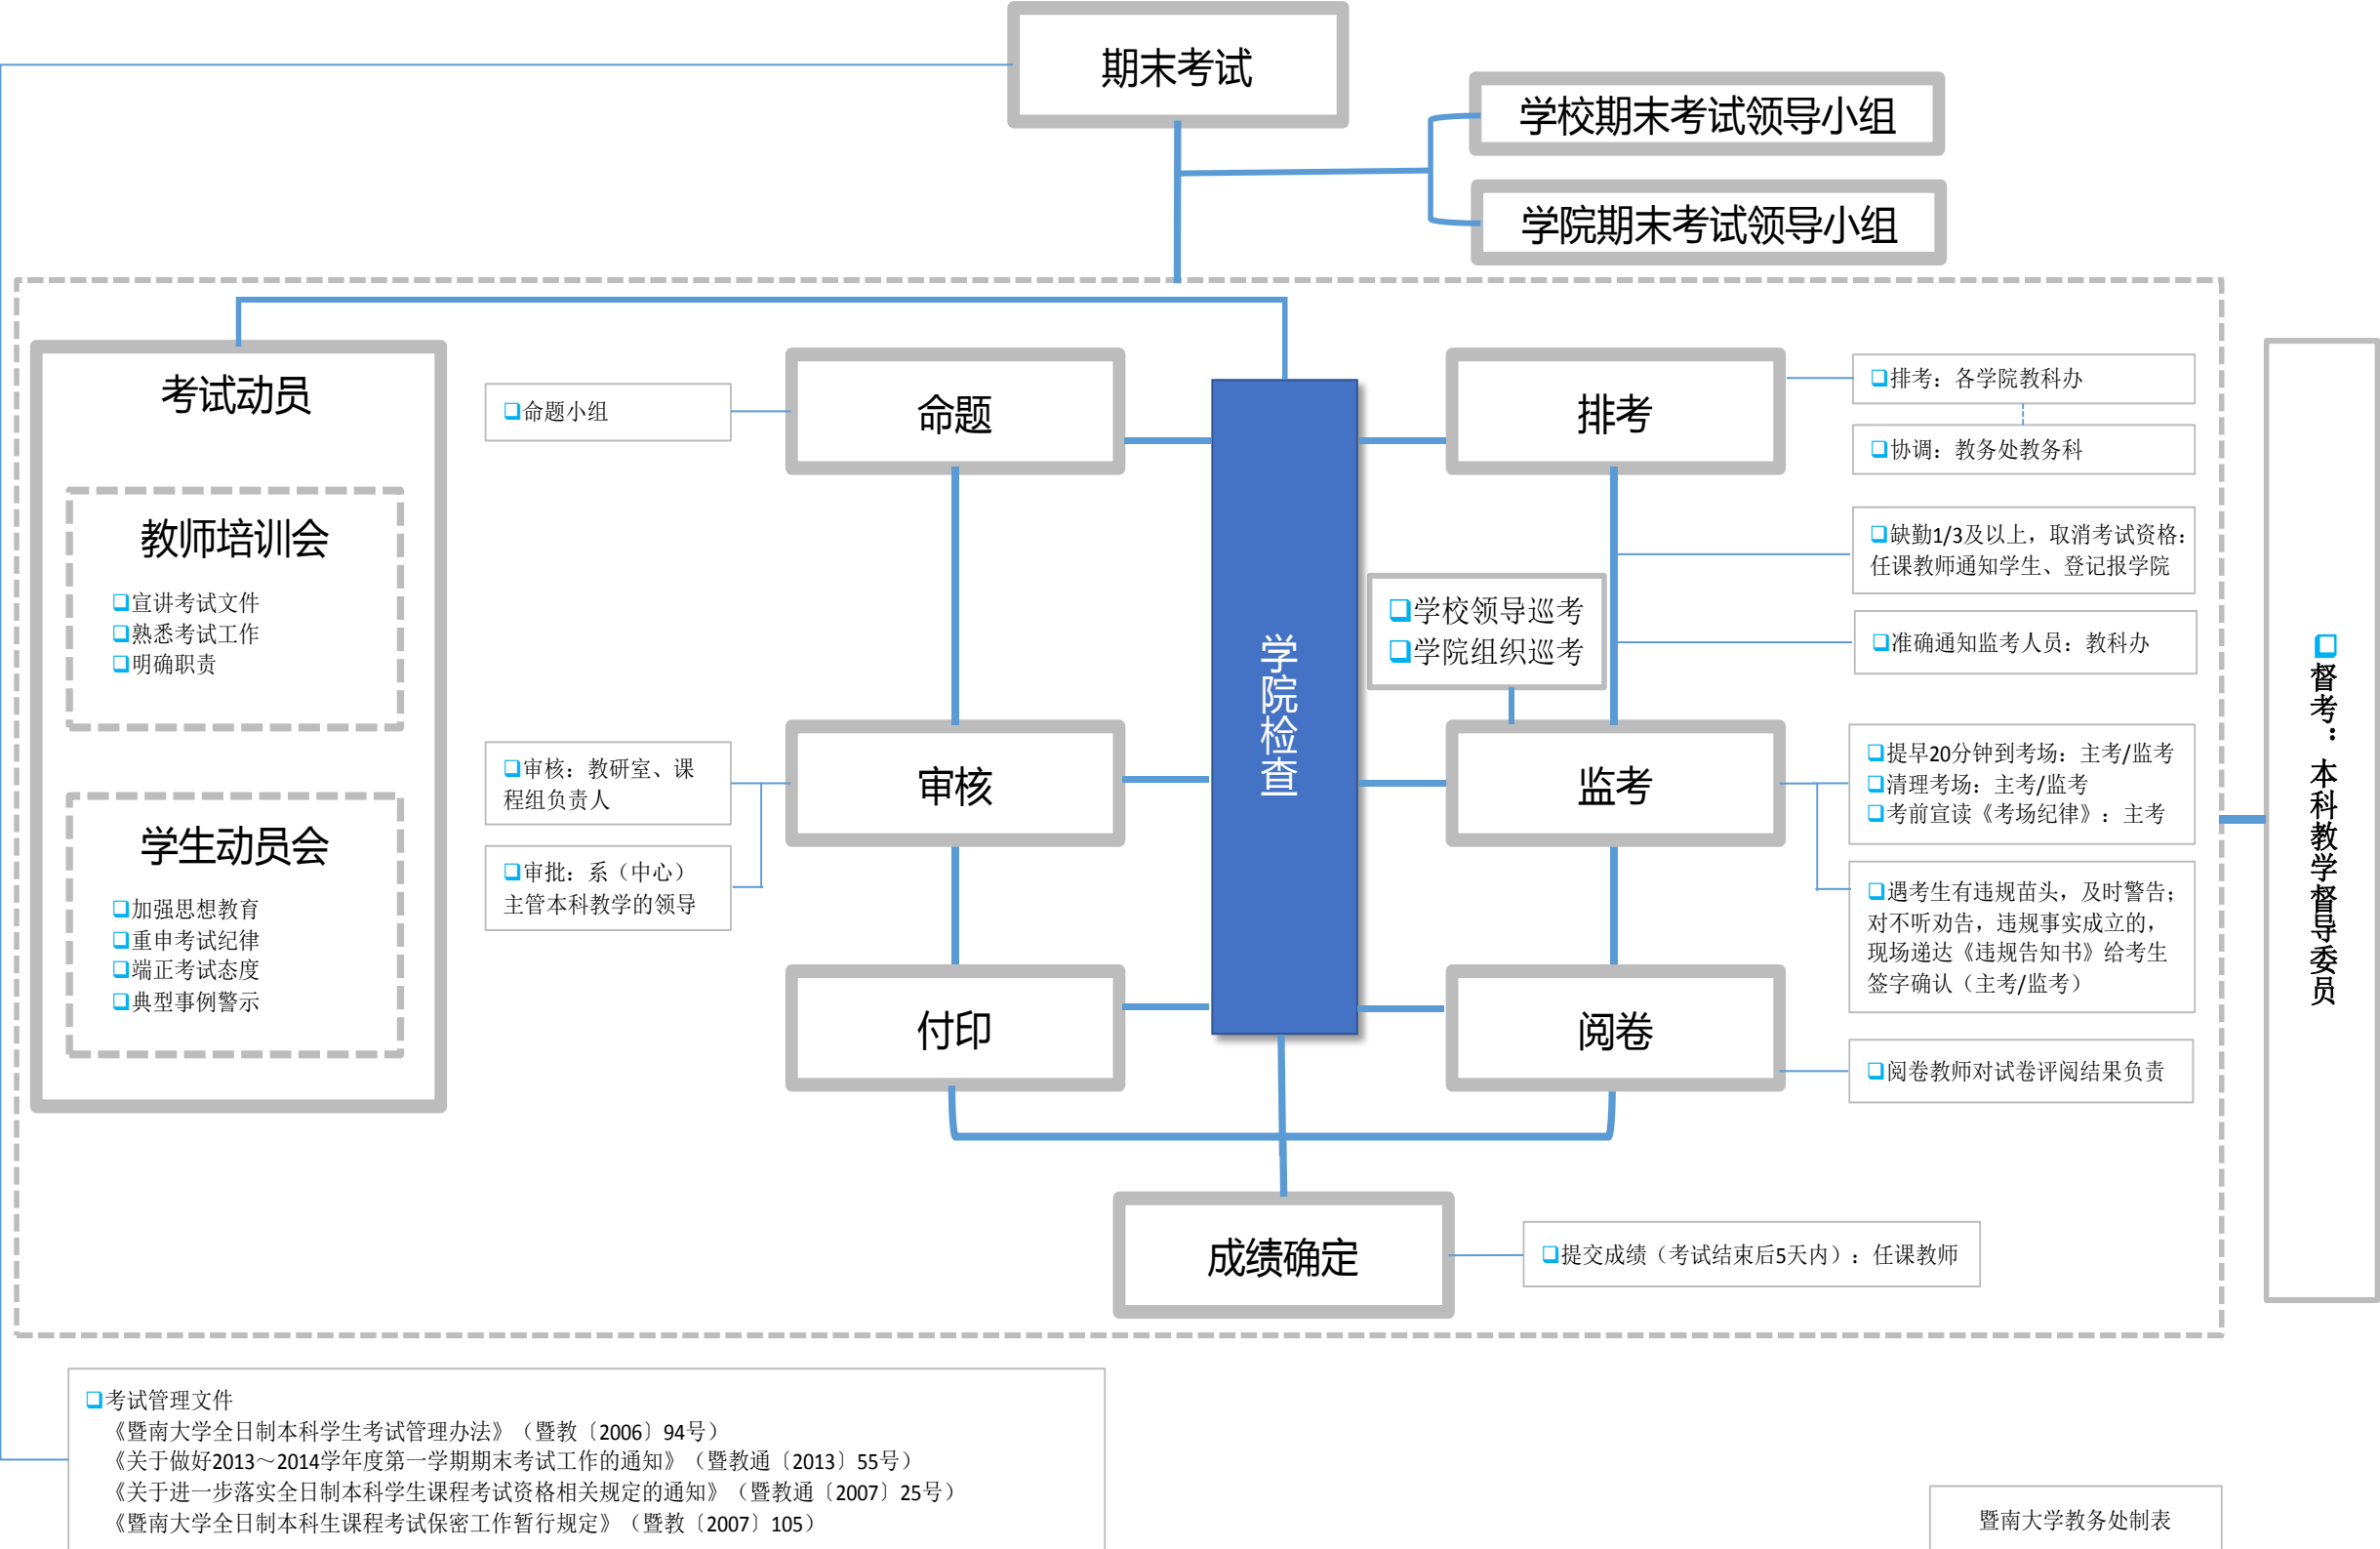 期末考试
学校期末考试领导小组
学院期末考试领导小组
考试动员
教师培训会
宣讲考试文件
熟悉考试工作
明确职责
学生动员会
加强思想教育
重申考试纪律
端正考试态度
典型事例警示
命题小组
命题
审核：教研室、课
程组负责人
审批：系（中心）
主管本科教学的领导
审核
付印
学院检查
排考
排考：各学院教科办
协调：教务处教务科
缺勤1/3及以上，取消考试资格：
任课教师通知学生、登记报学院
学校领导巡考
学院组织巡考
准确通知监考人员：教科办
监考
提早20分钟到考场：主考/监考
清理考场：主考/监考
考前宣读《考场纪律》：主考
遇考生有违规苗头，及时警告；
对不听劝告，违规事实成立的，
现场递达《违规告知书》给考生
签字确认（主考/监考）
阅卷
阅卷教师对试卷评阅结果负责
成绩确定
提交成绩（考试结束后5天内）：任课教师
督考：本科教学督导委员
考试管理文件
《暨南大学全日制本科学生考试管理办法》（暨教〔2006〕94号）
《关于做好2013～2014学年度第一学期期末考试工作的通知》（暨教通〔2013〕55号）
《关于进一步落实全日制本科学生课程考试资格相关规定的通知》（暨教通〔2007〕25号）
《暨南大学全日制本科生课程考试保密工作暂行规定》（暨教〔2007〕105）
暨南大学教务处制表